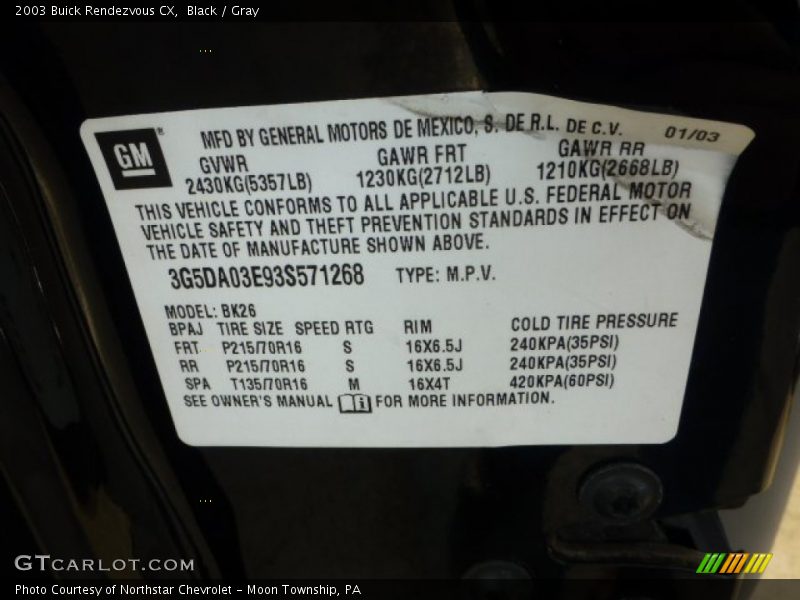 2003 Buick Rendezvous CX,  Black / Gray
GM
MFD BY GENERAL MOTORS DE MEXICO, S. DE R.L. DE C.V. 01/03
GVWR GAWR FRT GAWR RR
2430KG(5357LB) 1230KG(2712LB) 1210KG(2668LB)
THIS VEHICLE CONFORMS TO ALL APPLICABLE U.S. FEDERAL MOTOR
VEHICLE SAFETY AND THEFT PREVENTION STANDARDS IN EFFECT ON
THE DATE OF MANUFACTURE SHOWN ABOVE.
3G5DA03E93S571268 TYPE: M.P.V.
MODEL: BK26
BPAJ TIRE SIZE SPEED RTG RIM COLD TIRE PRESSURE
FRT P215/70R16 S 16X6.5J 240KPA(35PSI)
RR P215/70R16 S 16X6.5J 240KPA(35PSI)
SPA T135/70R16 M 16X4T 420KPA(60PSI)
SEE OWNER'S MANUAL FOR MORE INFORMATION.
GTCARLOT.COM
Photo Courtesy of Northstar Chevrolet - Moon Township, PA